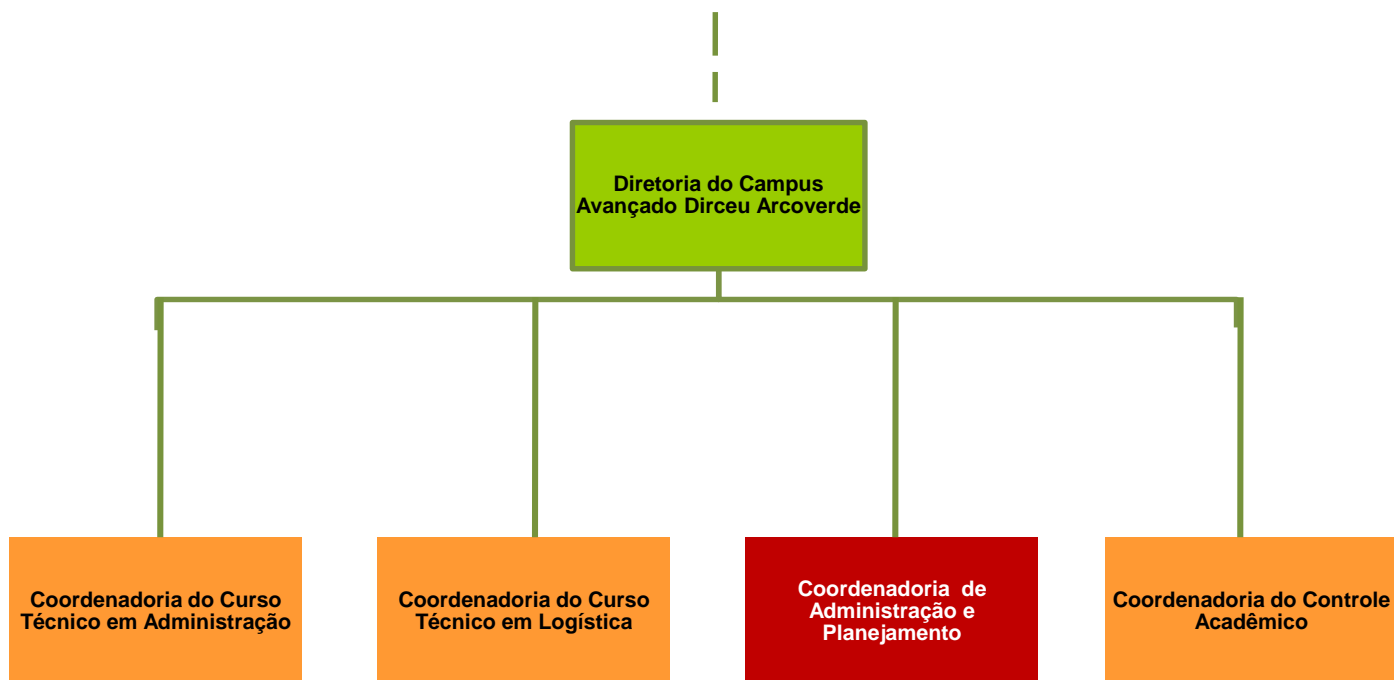 Diretoria do Campus
Avançado Dirceu Arcoverde
Coordenadoria do Curso
Técnico em Administração
Coordenadoria do Curso
Técnico em Logística
Coordenadoria de
Administração e
Planejamento
Coordenadoria do Controle
Acadêmico